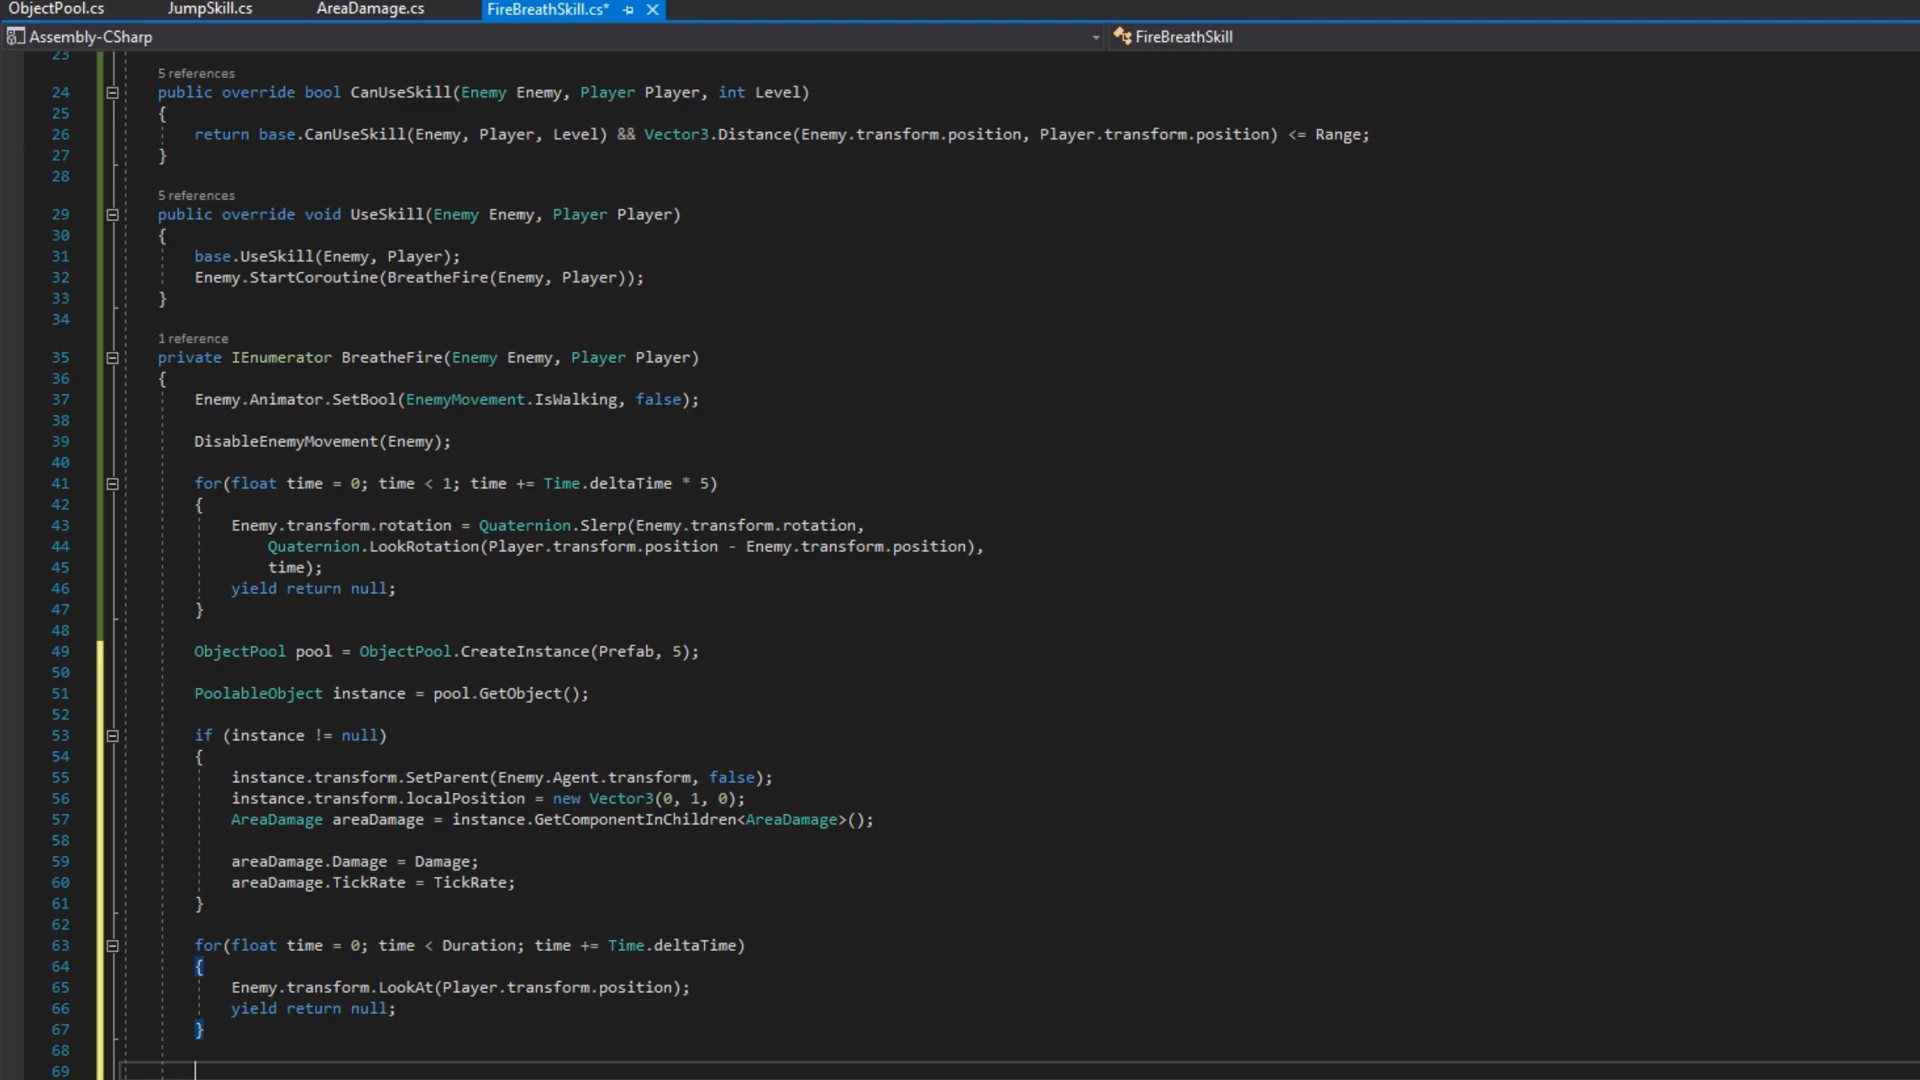 ObjectPool.cs JumpSkill.cs AreaDamage.cs FireBreathSkill.cs*
Assembly-CSharp FireBreathSkill
23
5 references
24 public override bool CanUseSkill(Enemy Enemy, Player Player, int Level)
25 {
26 return base.CanUseSkill(Enemy, Player, Level) && Vector3.Distance(Enemy.transform.position, Player.transform.position) <= Range;
27 }
28
5 references
29 public override void UseSkill(Enemy Enemy, Player Player)
30 {
31 base.UseSkill(Enemy, Player);
32 Enemy.StartCoroutine(BreatheFire(Enemy, Player));
33 }
34
1 reference
35 private IEnumerator BreatheFire(Enemy Enemy, Player Player)
36 {
37 Enemy.Animator.SetBool(EnemyMovement.IsWalking, false);
38
39 DisableEnemyMovement(Enemy);
40
41 for(float time = 0; time < 1; time += Time.deltaTime * 5)
42 {
43 Enemy.transform.rotation = Quaternion.Slerp(Enemy.transform.rotation,
44 Quaternion.LookRotation(Player.transform.position - Enemy.transform.position),
45 time);
46 yield return null;
47 }
48
49 ObjectPool pool = ObjectPool.CreateInstance(Prefab, 5);
50
51 PoolableObject instance = pool.GetObject();
52
53 if (instance != null)
54 {
55 instance.transform.SetParent(Enemy.Agent.transform, false);
56 instance.transform.localPosition = new Vector3(0, 1, 0);
57 AreaDamage areaDamage = instance.GetComponentInChildren<AreaDamage>();
58
59 areaDamage.Damage = Damage;
60 areaDamage.TickRate = TickRate;
61 }
62
63 for(float time = 0; time < Duration; time += Time.deltaTime)
64 {
65 Enemy.transform.LookAt(Player.transform.position);
66 yield return null;
67 }
68
69